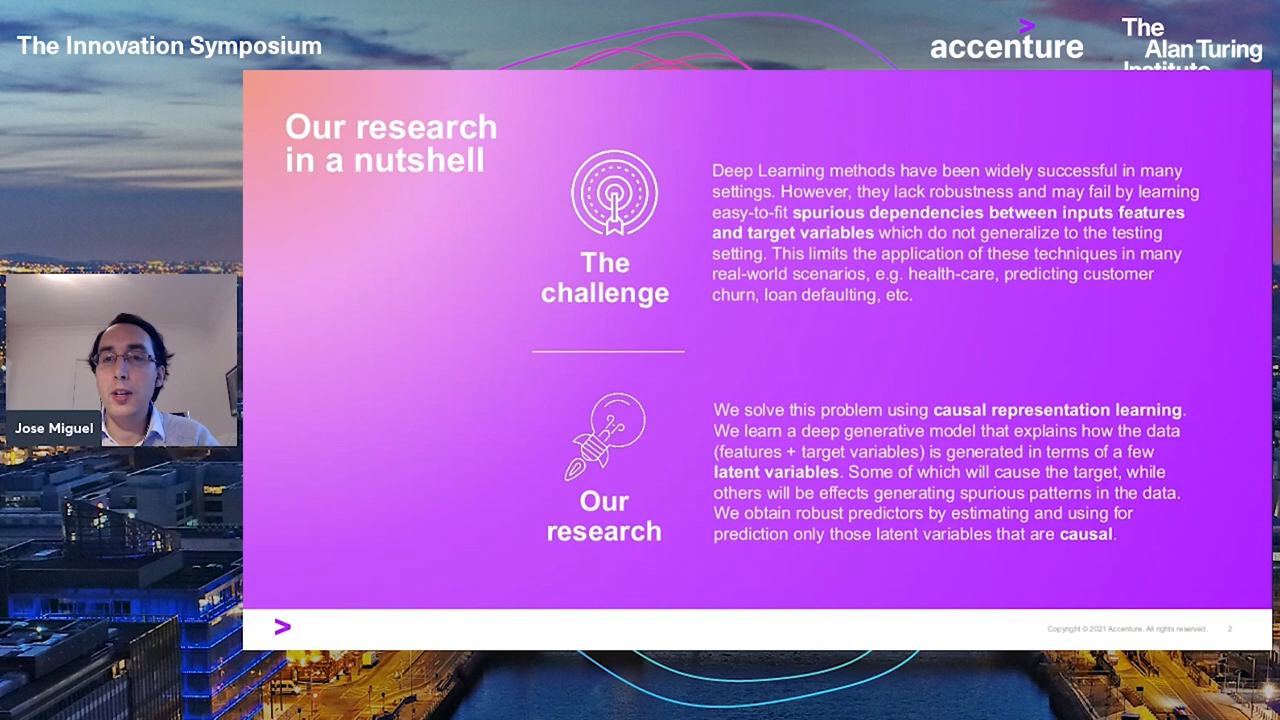 The Innovation Symposium
accenture
The
Alan Turing
Institute
Our research
in a nutshell
The
challenge
Deep Learning methods have been widely successful in many
settings. However, they lack robustness and may fail by learning
easy-to-fit spurious dependencies between inputs features
and target variables which do not generalize to the testing
setting. This limits the application of these techniques in many
real-world scenarios, e.g. health-care, predicting customer
churn, loan defaulting, etc.
Our
research
We solve this problem using causal representation learning.
We learn a deep generative model that explains how the data
(features + target variables) is generated in terms of a few
latent variables. Some of which will cause the target, while
others will be effects generating spurious patterns in the data.
We obtain robust predictors by estimating and using for
prediction only those latent variables that are causal.
Jose Miguel
Copyright © 2021 Accenture. All rights reserved. 2